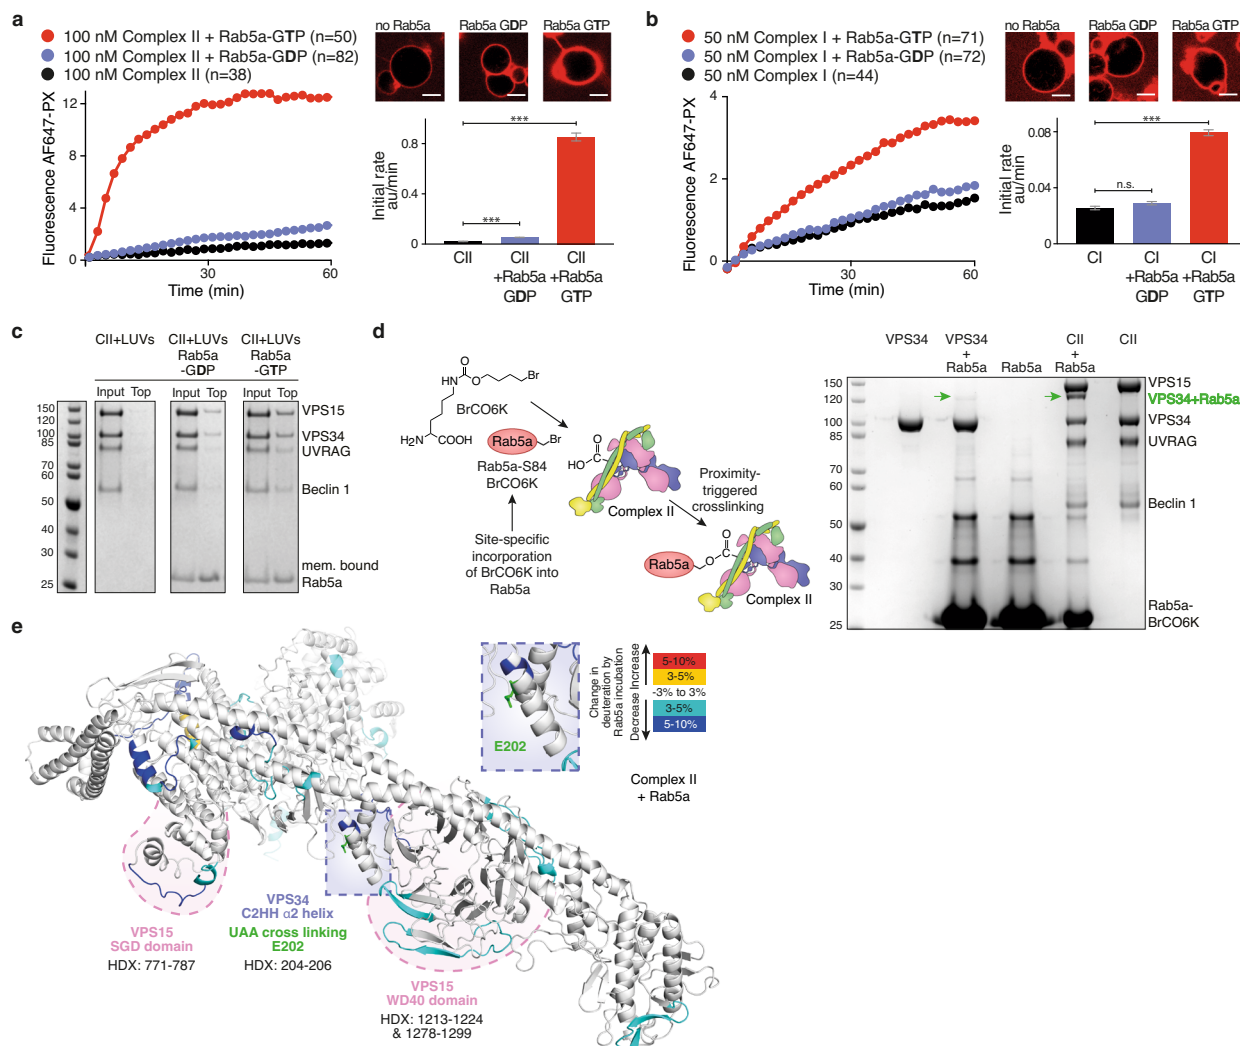 a
100 nM Complex II + Rab5a-GTP (n=50)
100 nM Complex II + Rab5a-GDP (n=82)
100 nM Complex II (n=38)
Fluorescence AF647-PX
12
8
4
0
30
60
Time (min)
no Rab5a
Rab5a GDP
Rab5a GTP
Initial rate
au/min
0.8
0.4
0
***
***
CII
CII
+Rab5a
GDP
CII
+Rab5a
GTP
b
50 nM Complex I + Rab5a-GTP (n=71)
50 nM Complex I + Rab5a-GDP (n=72)
50 nM Complex I (n=44)
Fluorescence AF647-PX
4
2
0
30
60
Time (min)
no Rab5a
Rab5a GDP
Rab5a GTP
Initial rate
au/min
0.08
0.04
0
***
n.s.
CI
CI
+Rab5a
GDP
CI
+Rab5a
GTP
c
CII+LUVs
CII+LUVs
Rab5a
-GDP
CII+LUVs
Rab5a
-GTP
Input Top
Input Top
Input Top
150
120
100
85
70
60
50
40
30
25
VPS15
VPS34
UVRAG
Beclin 1
mem. bound
Rab5a
d
HN
O
O
Br
BrCO6K
H₂N
COOH
Rab5a
Br
Rab5a-S84
BrCO6K
Site-specific
incorporation
of BrCO6K into
Rab5a
O
HO
Complex II
Proximity-
triggered
crosslinking
Rab5a
O
O
Complex II
VPS34
VPS34
+
Rab5a
Rab5a
CII
+
Rab5a
CII
150
120
100
85
70
60
50
40
30
25
VPS15
VPS34+Rab5a
VPS34
UVRAG
Beclin 1
Rab5a-
BrCO6K
e
E202
Change in
deuteration by
Rab5a incubation
Decrease Increase
5-10%
3-5%
-3% to 3%
3-5%
5-10%
Complex II
+ Rab5a
VPS15
SGD domain
HDX: 771-787
VPS34
C2HH α2 helix
UAA cross linking
E202
HDX: 204-206
VPS15
WD40 domain
HDX: 1213-1224
& 1278-1299